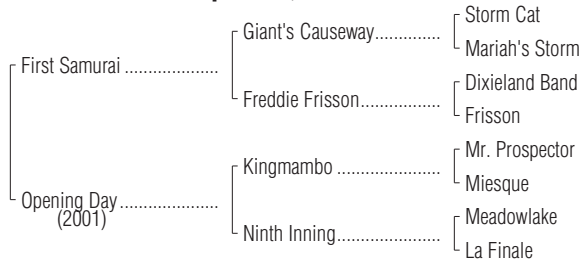 Storm Cat
Giant's Causeway..............
Mariah's Storm
First Samurai ....................
Dixieland Band
Freddie Frisson.................
Frisson
Mr. Prospector
Kingmambo ......................
Miesque
Opening Day.....................
(2001)
Meadowlake
Ninth Inning......................
La Finale